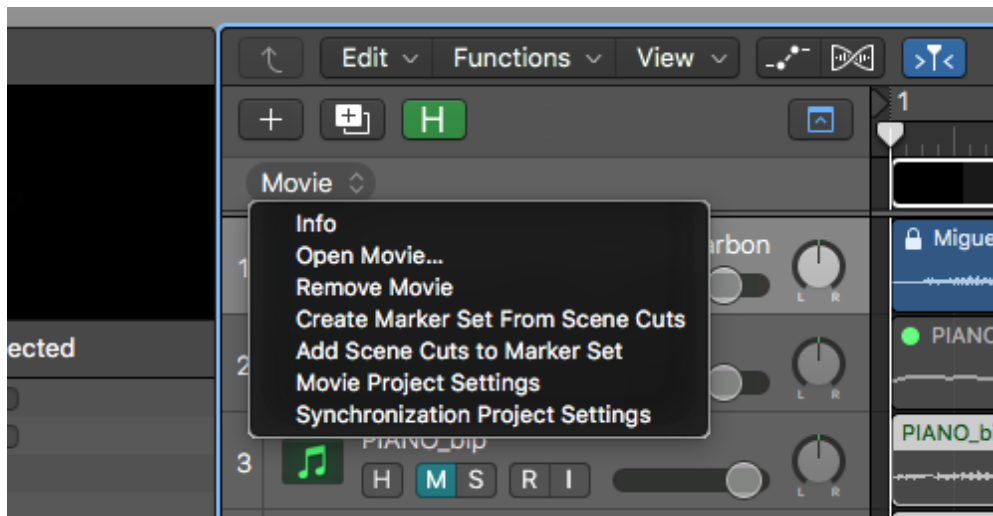 Edit Functions View
H
1
Movie
Info
Open Movie...
Remove Movie
Create Marker Set From Scene Cuts
Add Scene Cuts to Marker Set
Movie Project Settings
Synchronization Project Settings
1
L R
Migue
ected
2
L R
PIANO
3
PIANO_bip
H M S R I
L R
PIANO_b